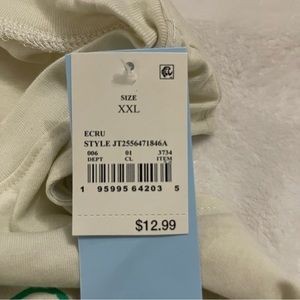 SIZE
XXL
ECRU
STYLE JT2556471846A
006 01 3734
DEPT CL ITEM
1 95995 64203 5
$12.99